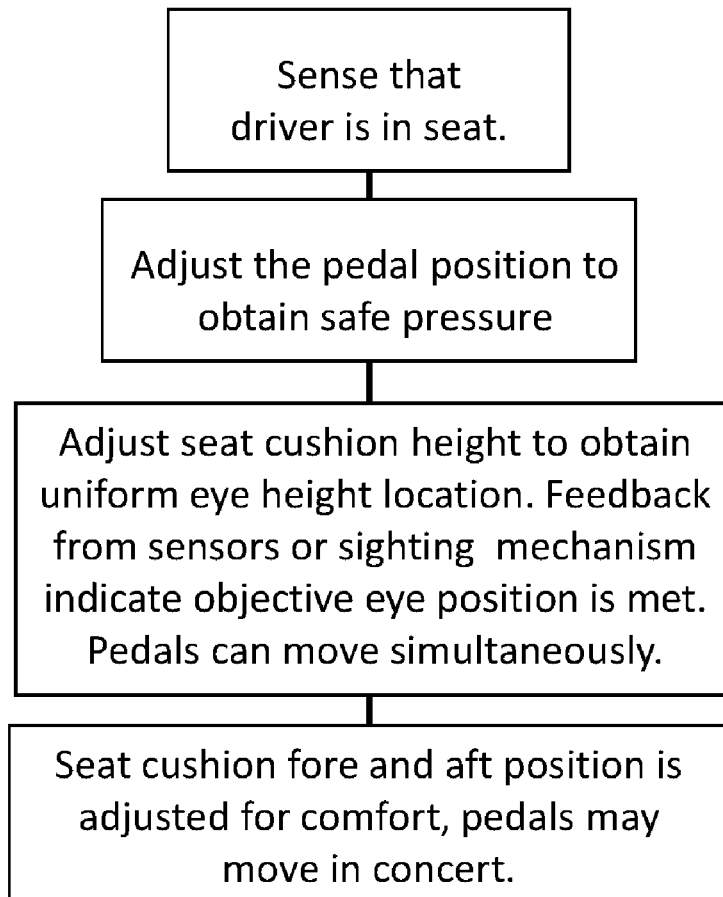 Sense that
driver is in seat.
Adjust the pedal position to
obtain safe pressure
Adjust seat cushion height to obtain
uniform eye height location. Feedback
from sensors or sighting mechanism
indicate objective eye position is met.
Pedals can move simultaneously.
Seat cushion fore and aft position is
adjusted for comfort, pedals may
move in concert.